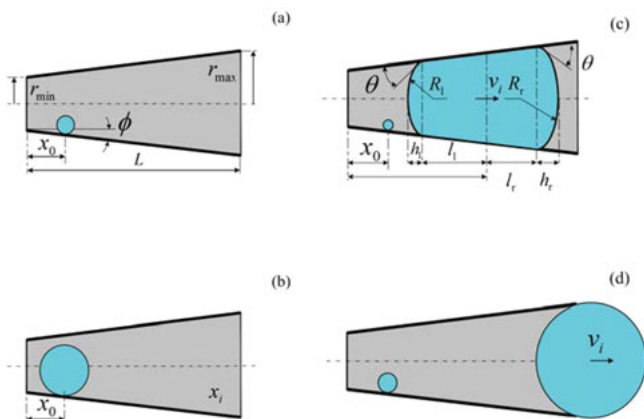 (a)
r_min
r_max
ϕ
x_0
L
(c)
θ
R_l
v_i
R_r
θ
x_0
h_l
l_l
l_r
h_r
(b)
x_0
x_i
(d)
v_i